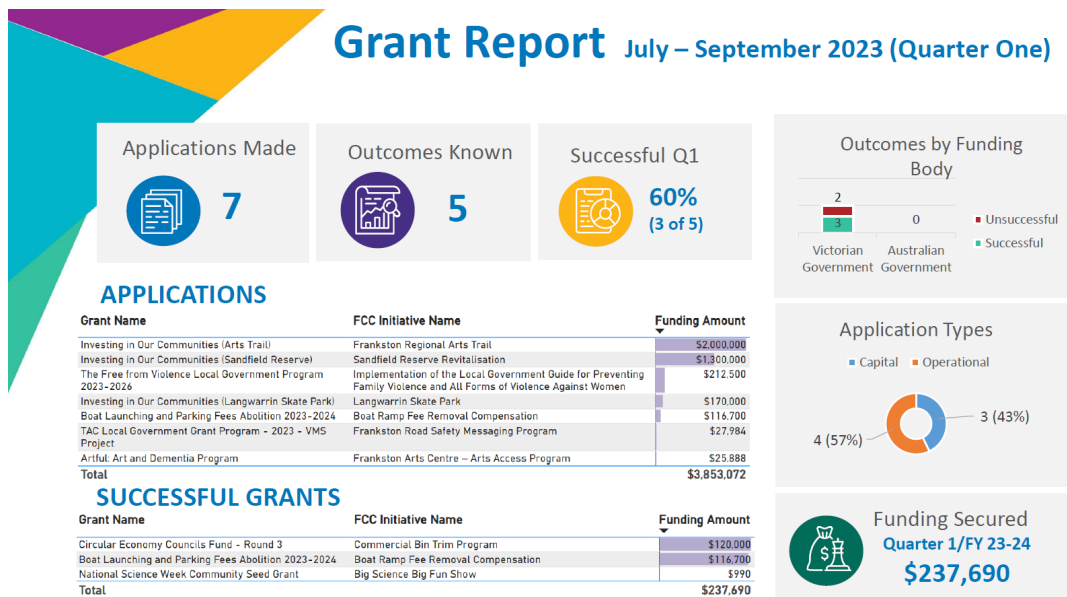 Grant Report July – September 2023 (Quarter One)
Applications Made
7
Outcomes Known
5
Successful Q1
60%
(3 of 5)
Outcomes by Funding
Body
2
3
0
Unsuccessful
Successful
Victorian
Government
Australian
Government
APPLICATIONS
Grant Name FCC Initiative Name Funding Amount
Investing in Our Communities (Arts Trail) Frankston Regional Arts Trail $2,000,000
Investing in Our Communities (Sandfield Reserve) Sandfield Reserve Revitalisation $1,300,000
The Free from Violence Local Government Program Implementation of the Local Government Guide for Preventing $212,500
2023-2026 Family Violence and All Forms of Violence Against Women
Investing in Our Communities (Langwarrin Skate Park) Langwarrin Skate Park $170,000
Boat Launching and Parking Fees Abolition 2023-2024 Boat Ramp Fee Removal Compensation $116,700
TAC Local Government Grant Program - 2023 - VMS Frankston Road Safety Messaging Program $27,984
Project
Artful: Art and Dementia Program Frankston Arts Centre – Arts Access Program $25,888
Total $3,853,072
Application Types
Capital Operational
3 (43%)
4 (57%)
SUCCESSFUL GRANTS
Grant Name FCC Initiative Name Funding Amount
Circular Economy Councils Fund - Round 3 Commercial Bin Trim Program $120,000
Boat Launching and Parking Fees Abolition 2023-2024 Boat Ramp Fee Removal Compensation $116,700
National Science Week Community Seed Grant Big Science Big Fun Show $990
Total $237,690
Funding Secured
Quarter 1/FY 23-24
$237,690